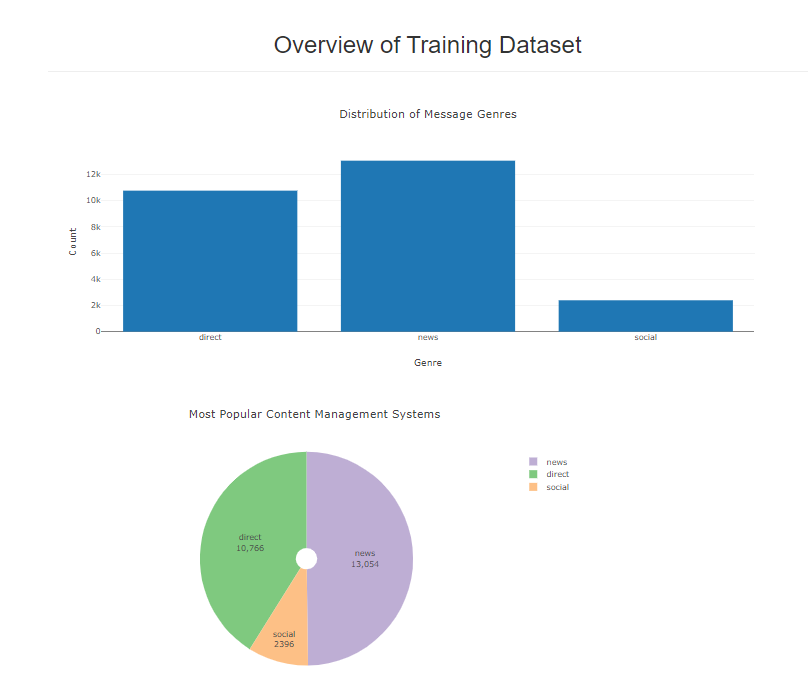 Overview of Training Dataset
Distribution of Message Genres
12k
10k
8k
6k
4k
2k
0
Count
direct
news
social
Genre
Most Popular Content Management Systems
news
direct
social
direct
10,766
news
13,054
social
2396